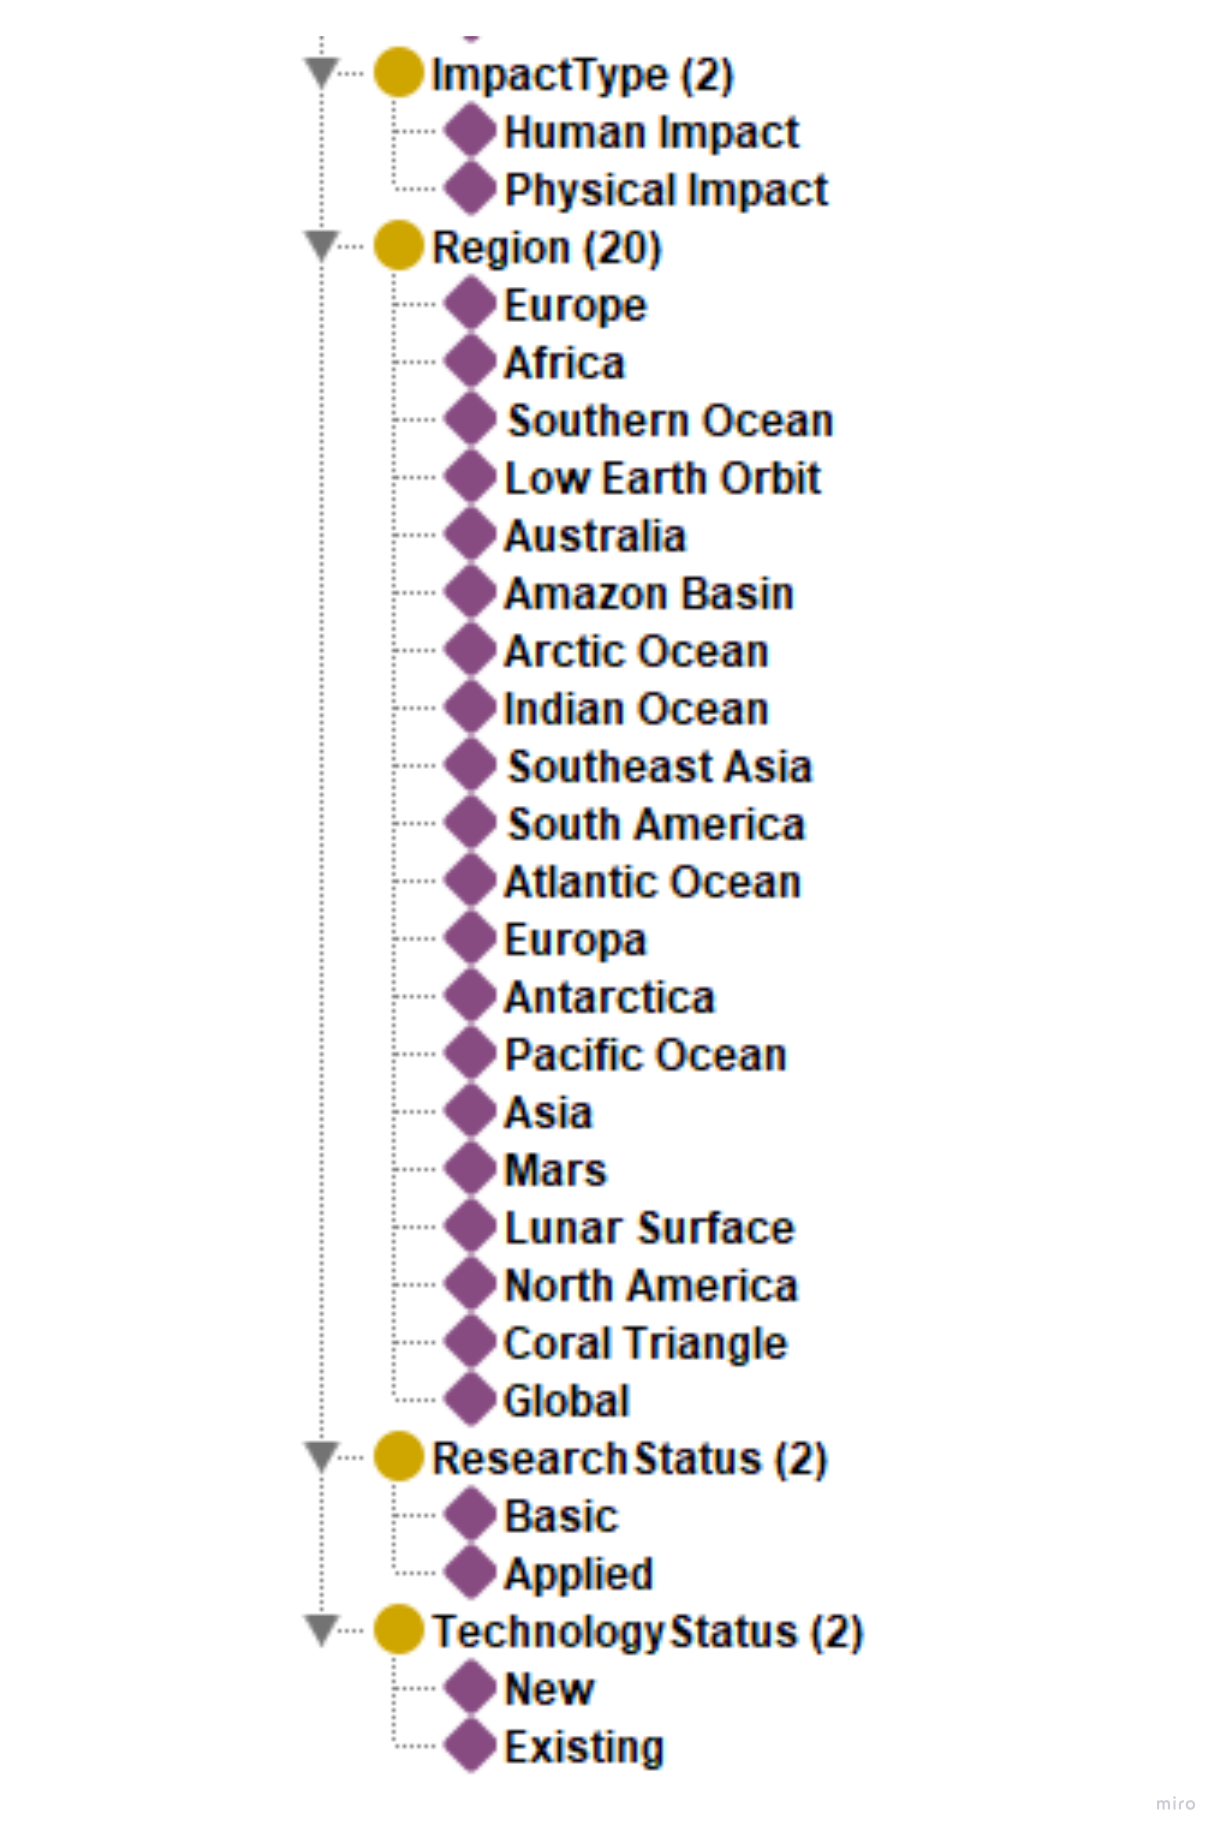 ImpactType (2)
Human Impact
Physical Impact
Region (20)
Europe
Africa
Southern Ocean
Low Earth Orbit
Australia
Amazon Basin
Arctic Ocean
Indian Ocean
Southeast Asia
South America
Atlantic Ocean
Europa
Antarctica
Pacific Ocean
Asia
Mars
Lunar Surface
North America
Coral Triangle
Global
ResearchStatus (2)
Basic
Applied
TechnologyStatus (2)
New
Existing
miro